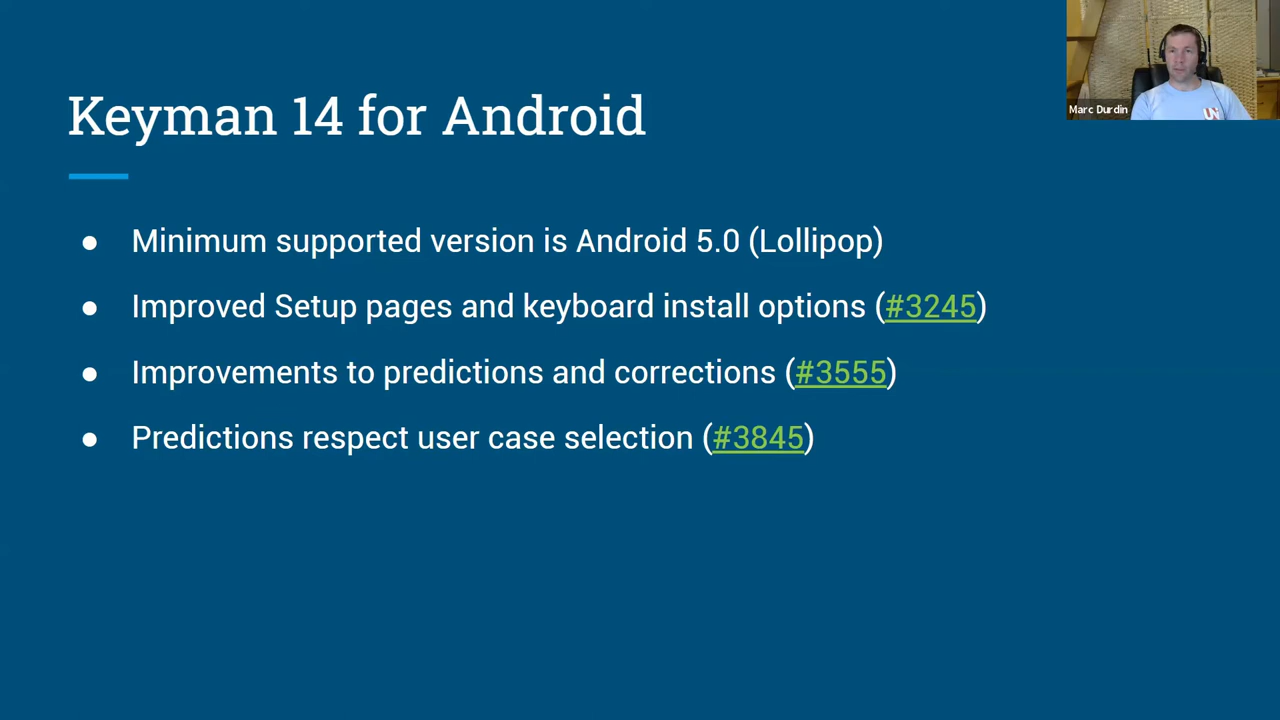 Keyman 14 for Android
Marc Durdin
● Minimum supported version is Android 5.0 (Lollipop)
● Improved Setup pages and keyboard install options (#3245)
● Improvements to predictions and corrections (#3555)
● Predictions respect user case selection (#3845)